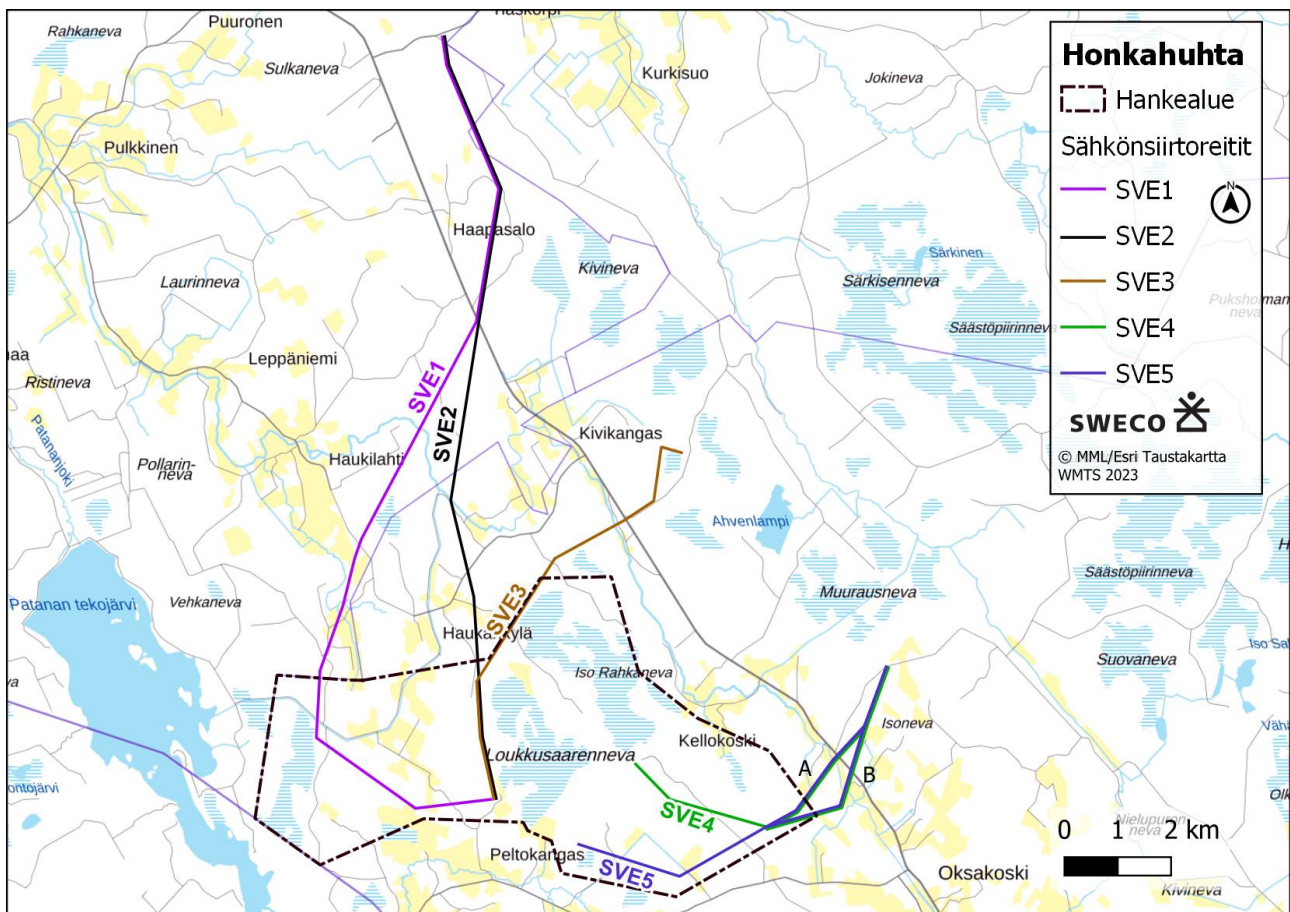 Puuronen
Rahkaneva
Sulkaneva
Kurkisuo
Jokineva
Pulkkinen
Haapasalo
Kivineva
Särkinen
Särkisenneva
Laurinneva
Säästöpiirinneva
Leppäniemi
Ristineva
SVE1
SVE2
Patananjoki
Pollarin-
neva
Haukilahti
Kivikangas
Ahvenlampi
Säästöpiirinneva
Muurausneva
Patanan tekojärvi
Vehkaneva
SVE3
Iso Rahkaneva
Suovaneva
Isoneva
Kellokoski
Loukkusaarenneva
A
B
SVE4
Peltokangas
SVE5
Oksakoski
Kivineva
Honkahuhta
Hankealue
Sähkönsiirtoreitit
SVE1
N
SVE2
SVE3
SVE4
SVE5
SWECO
© MML/Esri Taustakartta
WMTS 2023
0 1 2 km